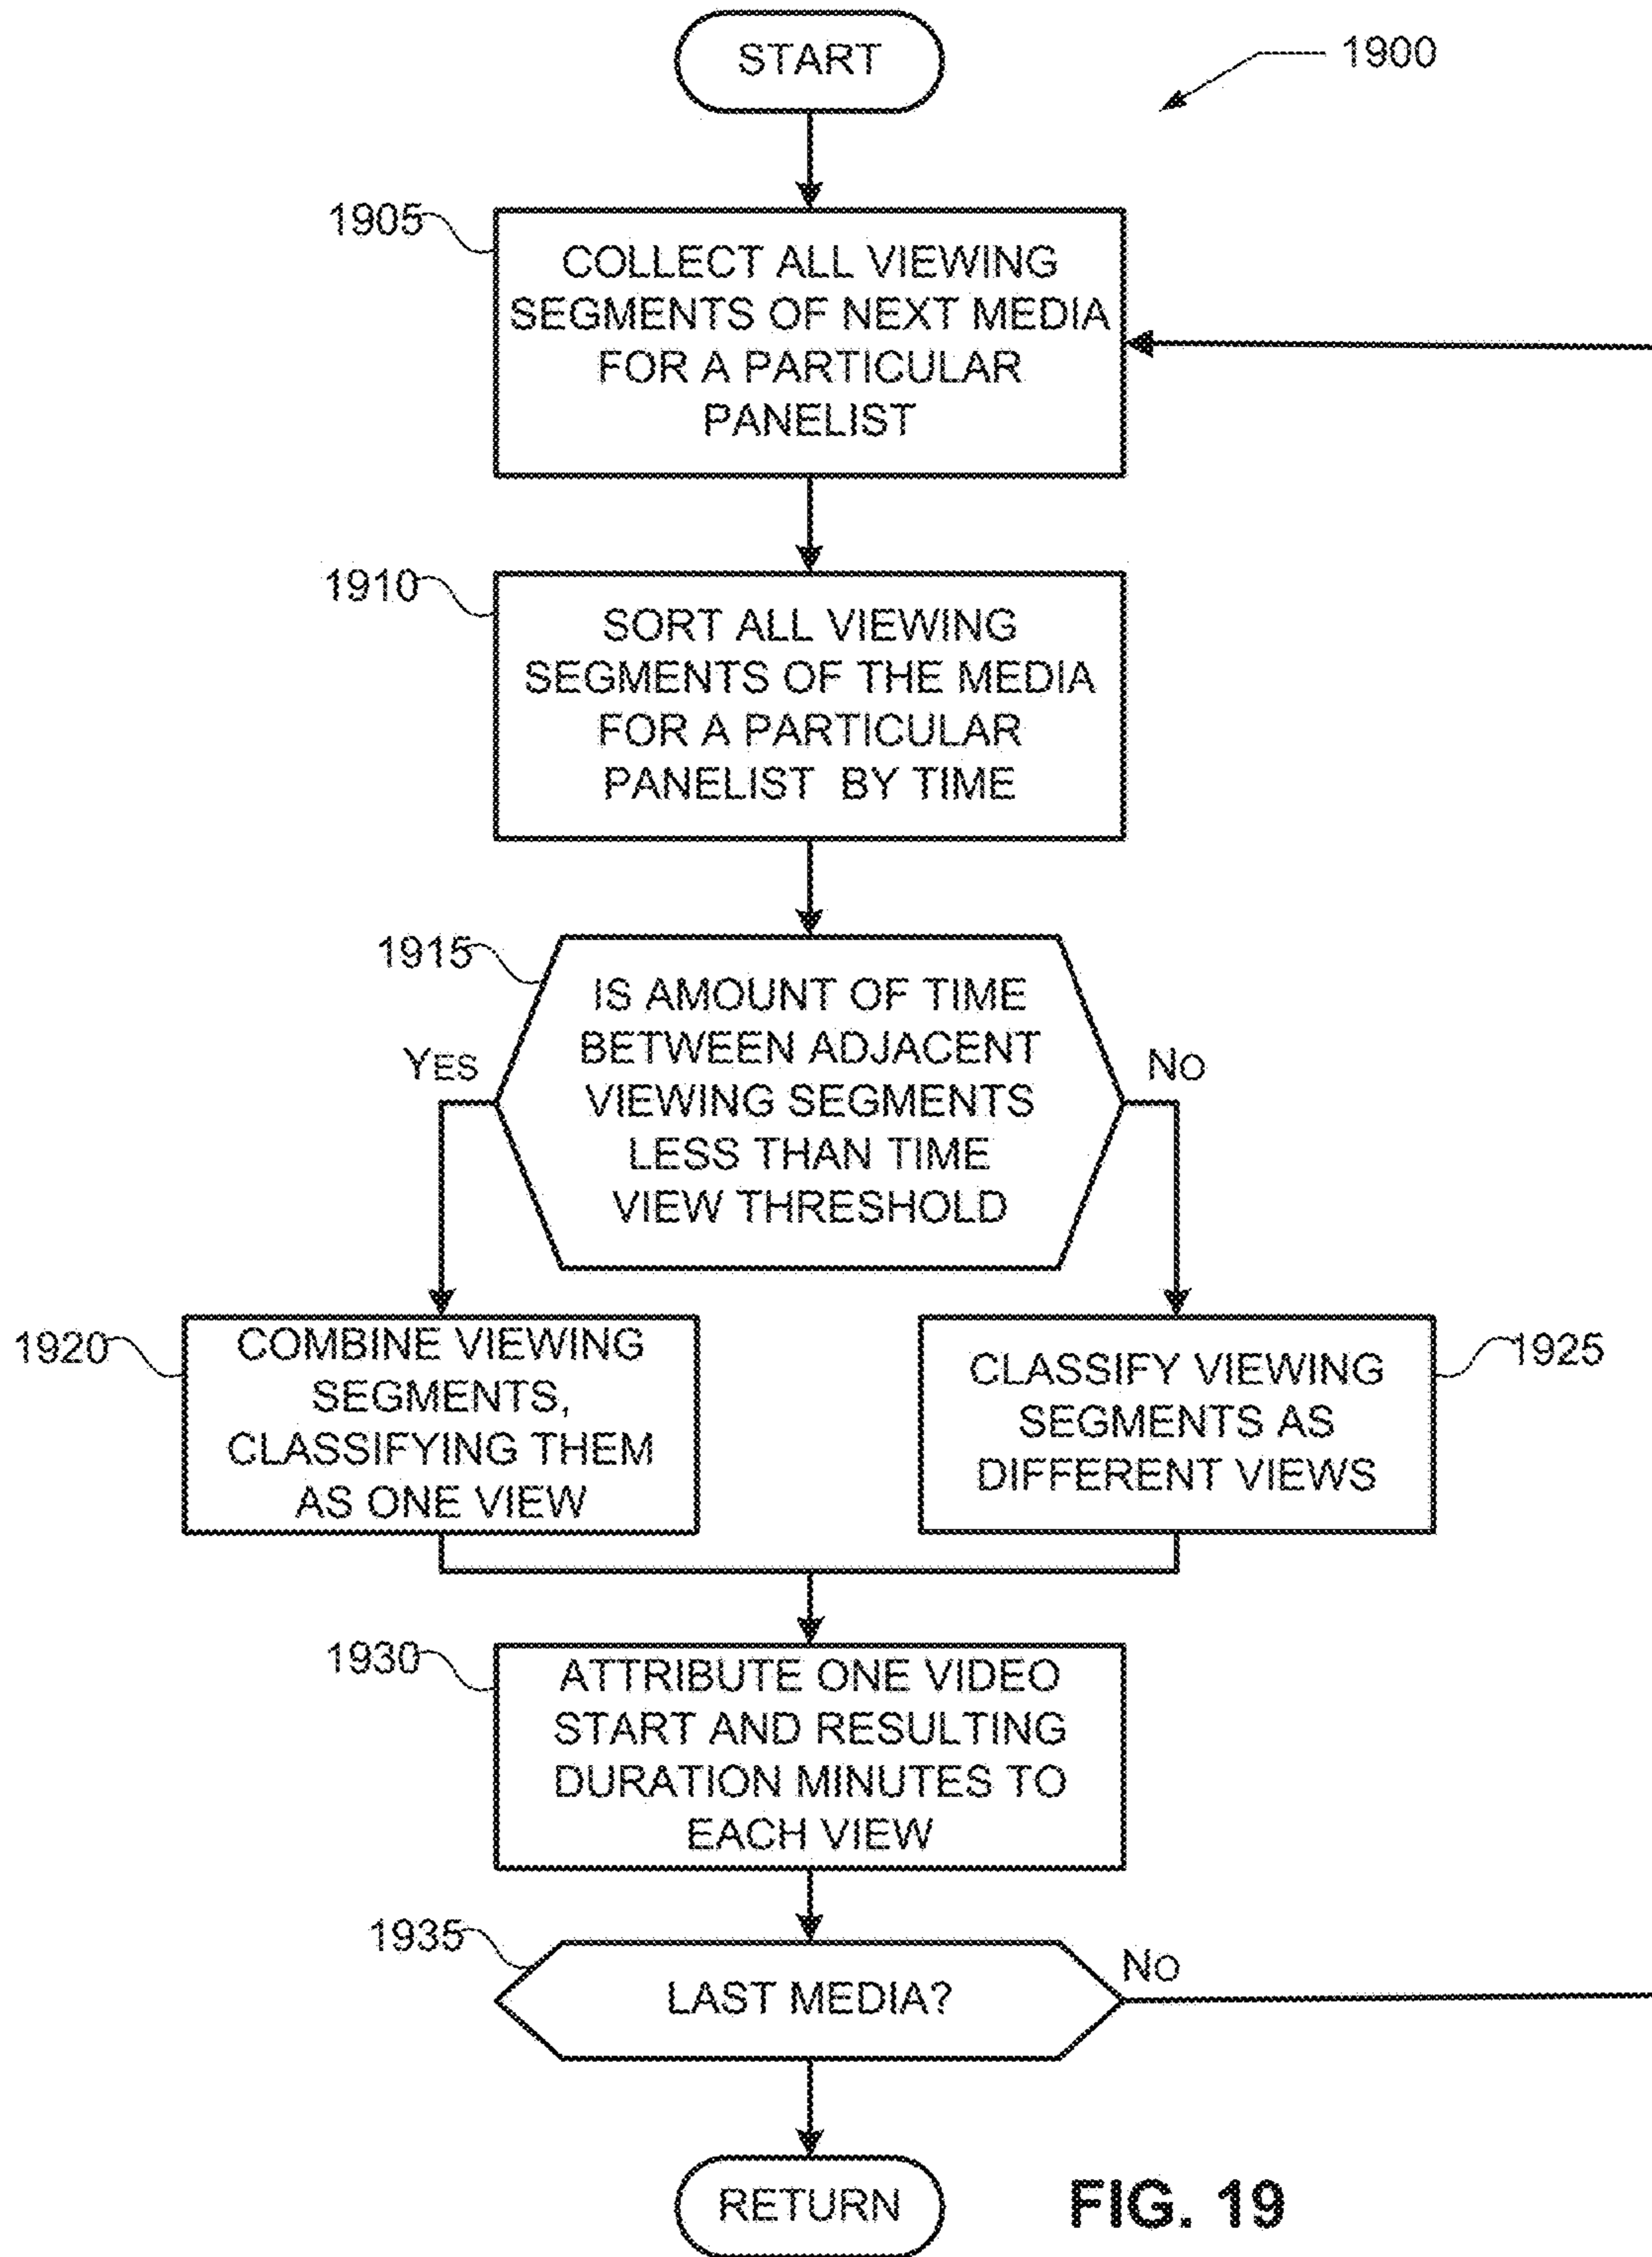 START
1900
1905
COLLECT ALL VIEWING
SEGMENTS OF NEXT MEDIA
FOR A PARTICULAR
PANELIST
1910
SORT ALL VIEWING
SEGMENTS OF THE MEDIA
FOR A PARTICULAR
PANELIST BY TIME
1915
IS AMOUNT OF TIME
BETWEEN ADJACENT
VIEWING SEGMENTS
LESS THAN TIME
VIEW THRESHOLD
YES
NO
1920
COMBINE VIEWING
SEGMENTS,
CLASSIFYING THEM
AS ONE VIEW
1925
CLASSIFY VIEWING
SEGMENTS AS
DIFFERENT VIEWS
1930
ATTRIBUTE ONE VIDEO
START AND RESULTING
DURATION MINUTES TO
EACH VIEW
1935
LAST MEDIA?
NO
RETURN
FIG. 19